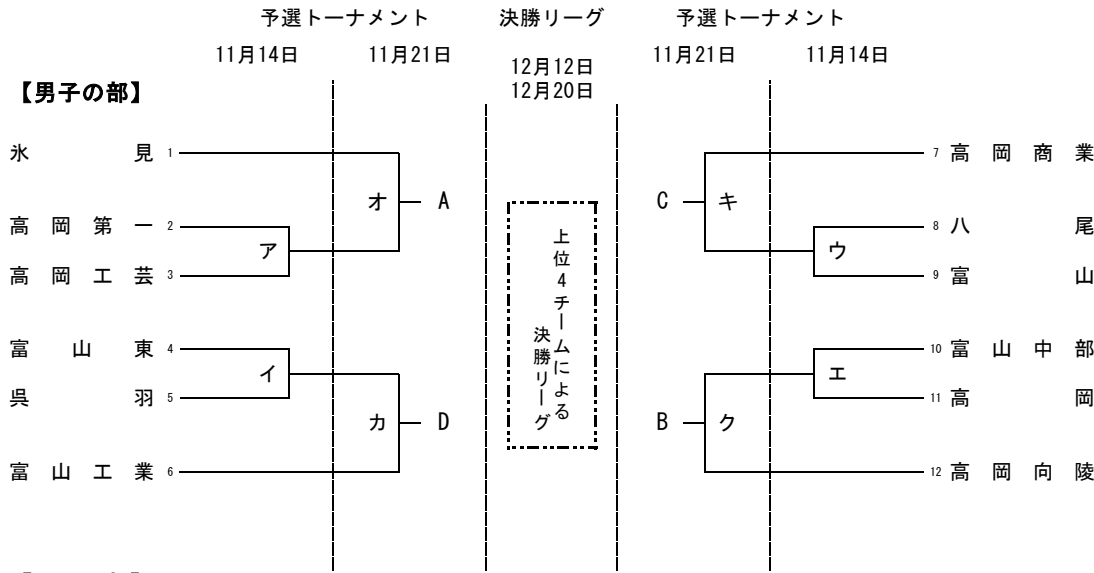 予選トーナメント 決勝リーグ 予選トーナメント
11月14日 11月21日 12月12日 11月21日 11月14日
12月20日
【男子の部】
氷見 1
7 高岡商業
オ A
C キ
高岡第一 2
8 八尾
ア
ウ
高岡工芸 3
9 富山
上位4チームによる
決勝リーグ
富山東 4
10 富山中部
イ
エ
呉羽 5
11 高岡
カ D
B ク
富山工業 6
12 高岡向陵